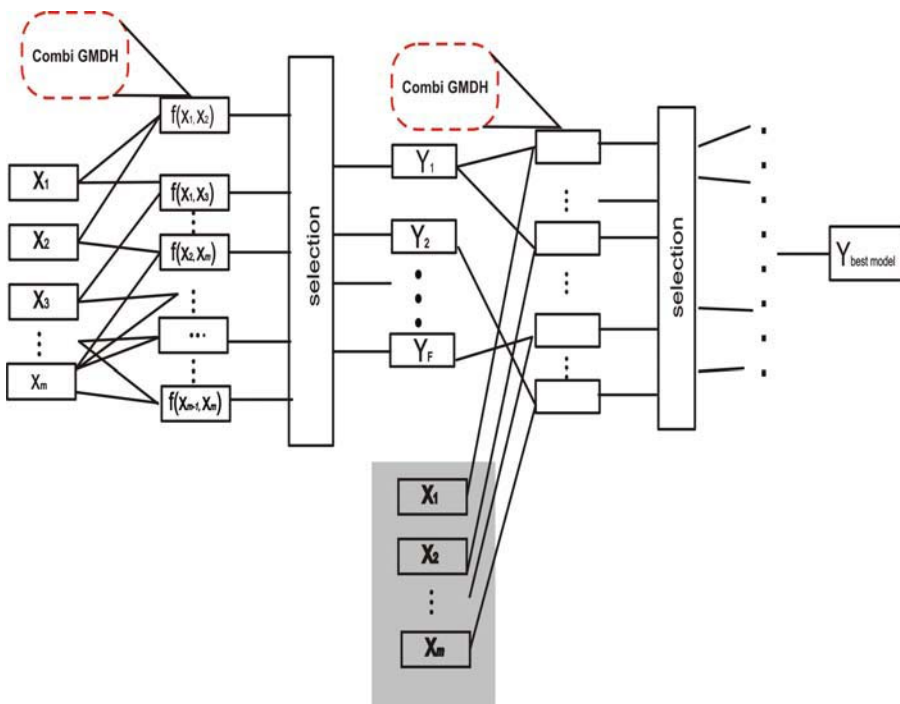 Combi GMDH
f(x₁,x₂)
X₁
f(x₁,x₃)
X₂
f(x₂,xₘ)
X₃
...
Xₘ
f(xₘ₋₁,xₘ)
selection
Combi GMDH
Y₁
Y₂
Y_F
X₁
X₂
Xₘ
selection
Y best model